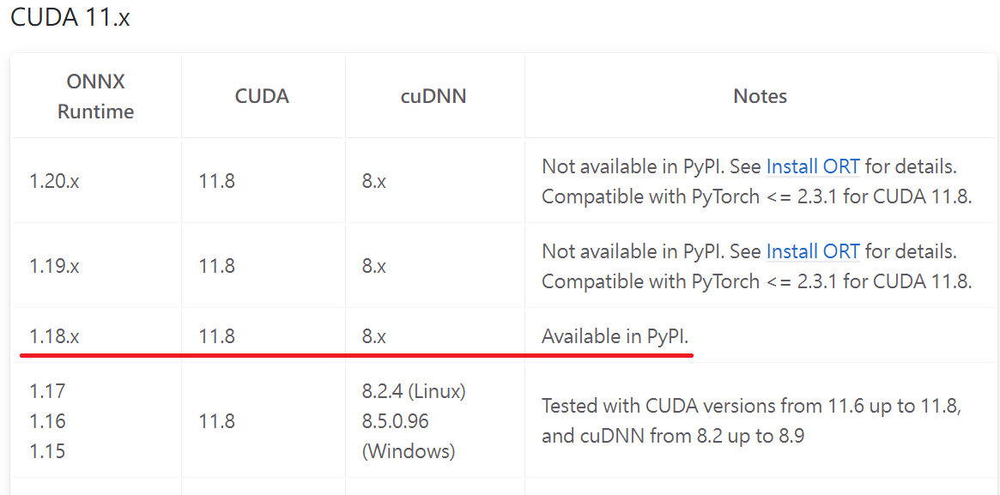 CUDA 11.x
ONNX
Runtime
CUDA
cuDNN
Notes
1.20.x
11.8
8.x
Not available in PyPI. See Install ORT for details.
Compatible with PyTorch <= 2.3.1 for CUDA 11.8.
1.19.x
11.8
8.x
Not available in PyPI. See Install ORT for details.
Compatible with PyTorch <= 2.3.1 for CUDA 11.8.
1.18.x
11.8
8.x
Available in PyPI.
1.17
1.16
1.15
11.8
8.2.4 (Linux)
8.5.0.96
(Windows)
Tested with CUDA versions from 11.6 up to 11.8,
and cuDNN from 8.2 up to 8.9